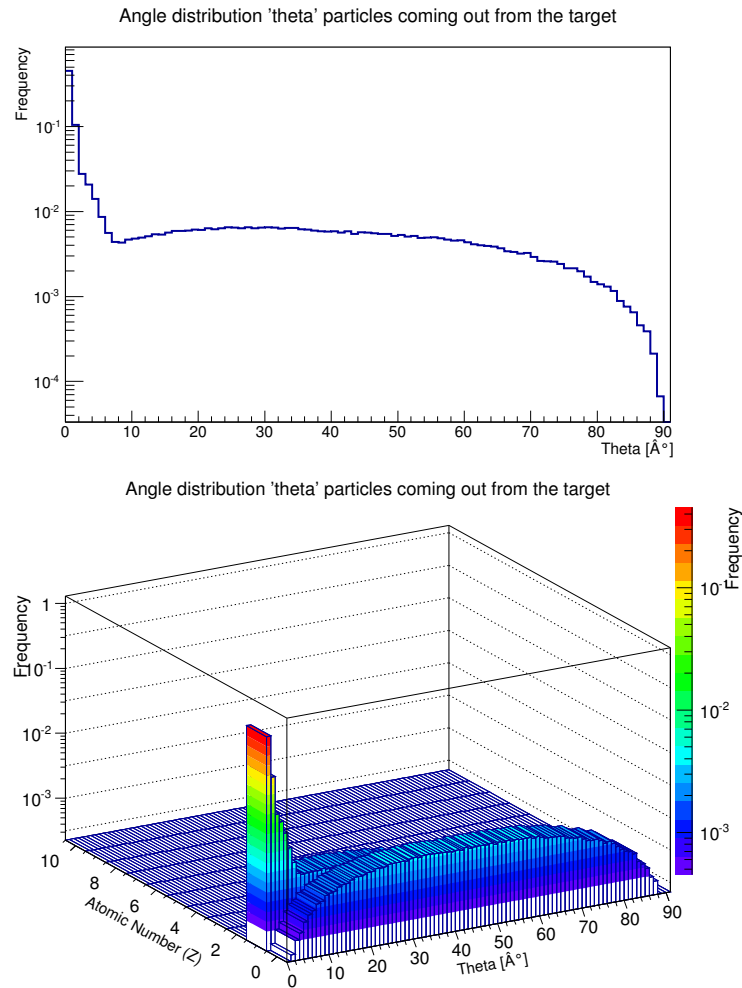 Angle distribution 'theta' particles coming out from the target
Frequency
10-1
10-2
10-3
10-4
0 10 20 30 40 50 60 70 80 90
Theta [Â°]
Angle distribution 'theta' particles coming out from the target
Frequency
1
10-1
10-2
10-3
10 8 6 4 2 0
Atomic Number (Z)
0 10 20 30 40 50 60 70 80 90
Theta [Â°]
Frequency
10-1
10-2
10-3